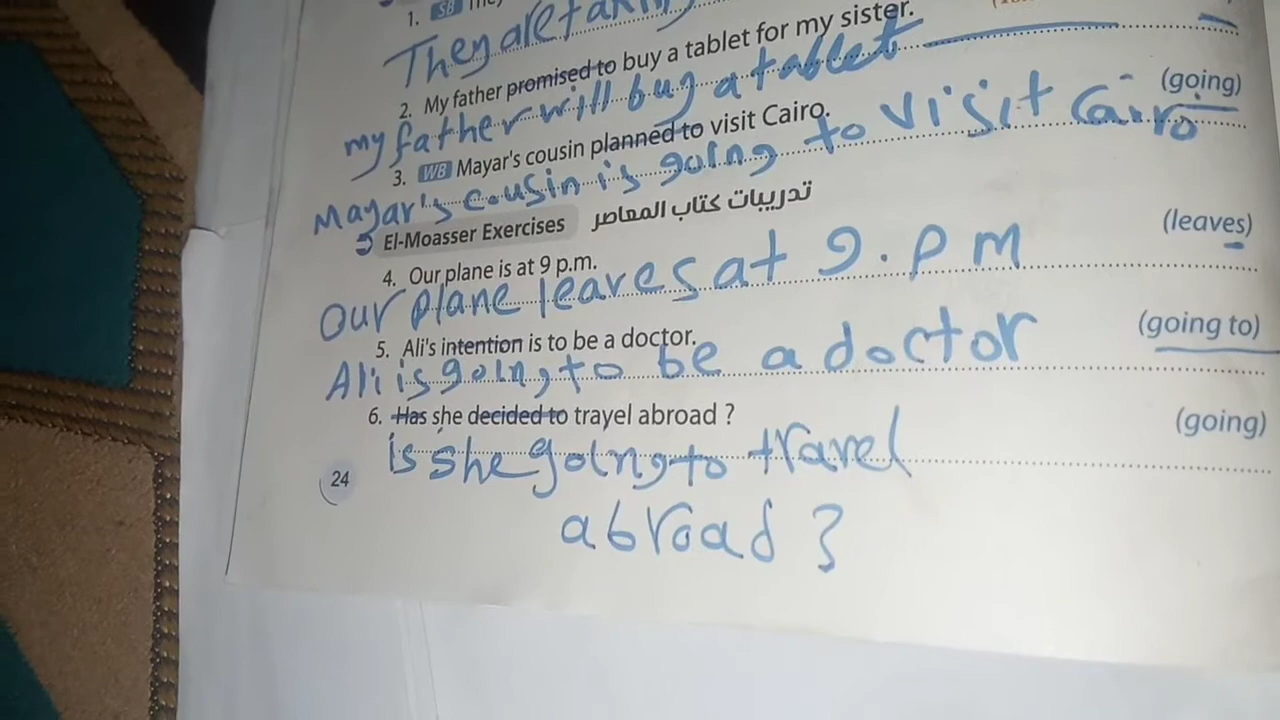 1. SB
They are
2. My father promised to buy a tablet for my sister.
my father will buy a tablet
3. WB Mayar's cousin planned to visit Cairo. (going)
Mayar's cousin is going to visit Cairo
El-Moasser Exercises تدريبات كتاب المعاصر
4. Our plane is at 9 p.m. (leaves)
Our plane leaves at 9.pm
5. Ali's intention is to be a doctor. (going to)
Ali is going to be a doctor
6. Has she decided to trayel abroad ? (going)
is she going to travel
abroad ?
24